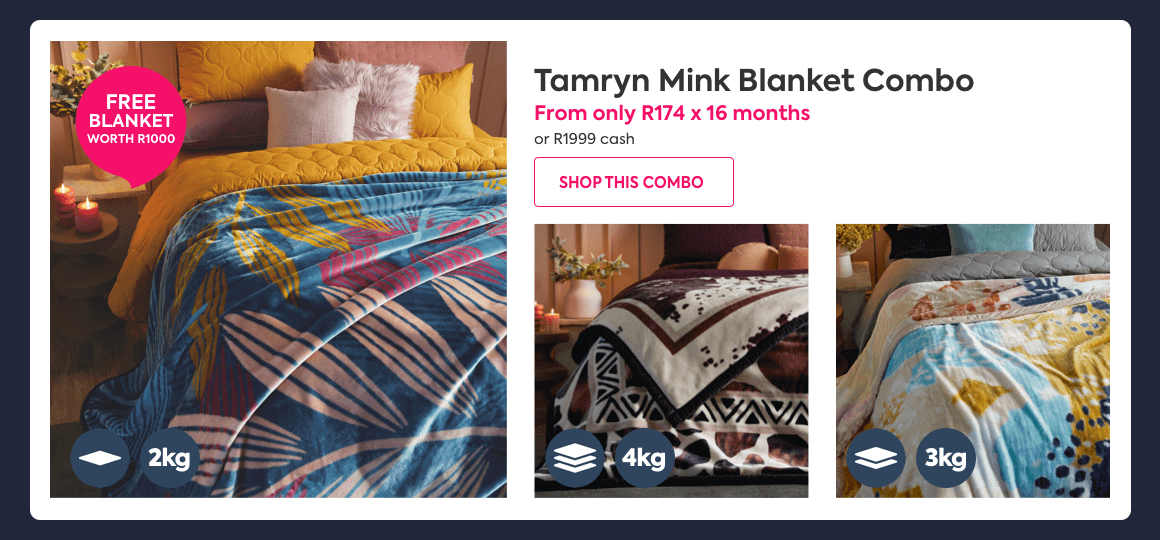 FREE
BLANKET
WORTH R1000
Tamryn Mink Blanket Combo
From only R174 x 16 months
or R1999 cash
SHOP THIS COMBO
2kg
4kg
3kg